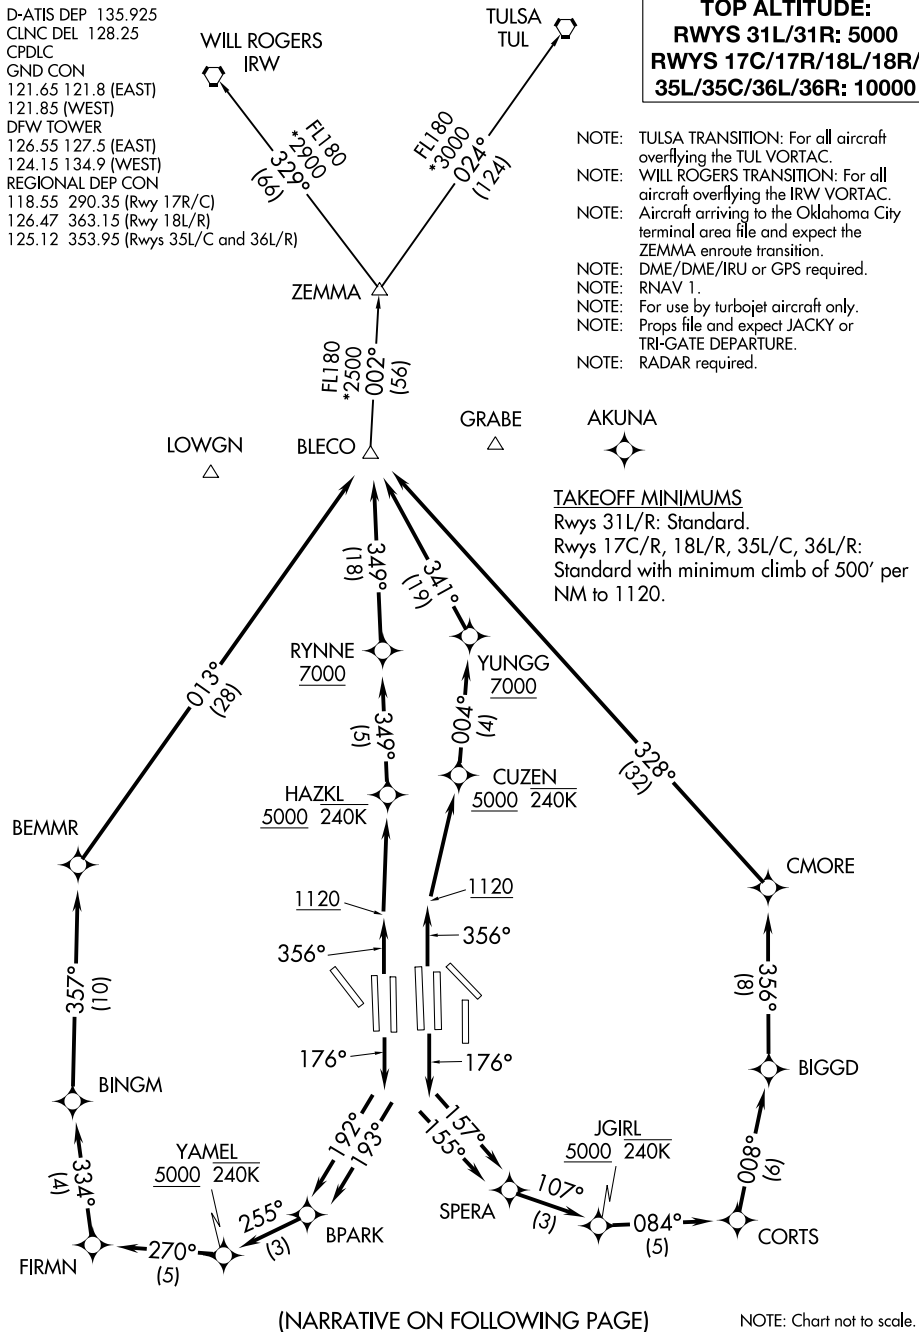 D-ATIS DEP 135.925
CLNC DEL 128.25
CPDLC
GND CON
121.65 121.8 (EAST)
121.85 (WEST)
DFW TOWER
126.55 127.5 (EAST)
124.15 134.9 (WEST)
REGIONAL DEP CON
118.55 290.35 (Rwy 17R/C)
126.47 363.15 (Rwy 18L/R)
125.12 353.95 (Rwys 35L/C and 36L/R)
WILL ROGERS
IRW
TULSA
TUL
TOP ALTITUDE:
RWYS 31L/31R: 5000
RWYS 17C/17R/18L/18R/
35L/35C/36L/36R: 10000
NOTE: TULSA TRANSITION: For all aircraft
overflying the TUL VORTAC.
NOTE: WILL ROGERS TRANSITION: For all
aircraft overflying the IRW VORTAC.
NOTE: Aircraft arriving to the Oklahoma City
terminal area file and expect the
ZEMMA enroute transition.
NOTE: DME/DME/IRU or GPS required.
NOTE: RNAV 1.
NOTE: For use by turbojet aircraft only.
NOTE: Props file and expect JACKY or
TRI-GATE DEPARTURE.
NOTE: RADAR required.
FL180
*2900
329°
(66)
FL180
*3000
024°
(124)
ZEMMA
FL180
*2500
002°
(56)
LOWGN
BLECO
GRABE
AKUNA
TAKEOFF MINIMUMS
Rwys 31L/R: Standard.
Rwys 17C/R, 18L/R, 35L/C, 36L/R:
Standard with minimum climb of 500' per
NM to 1120.
349°
(18)
341°
(19)
RYNNE
7000
YUNGG
7000
013°
(28)
349°
(5)
004°
(4)
328°
(32)
HAZKL
5000 240K
CUZEN
5000 240K
BEMMR
CMORE
1120
1120
356°
356°
357°
(10)
356°
(8)
176°
176°
BINGM
BIGGD
192°
193°
157°
155°
YAMEL
5000 240K
JGIRL
5000 240K
334°
(4)
008°
(6)
SPERA
107°
(3)
255°
(3)
BPARK
084°
(5)
CORTS
FIRMN
270°
(5)
(NARRATIVE ON FOLLOWING PAGE)
NOTE: Chart not to scale.